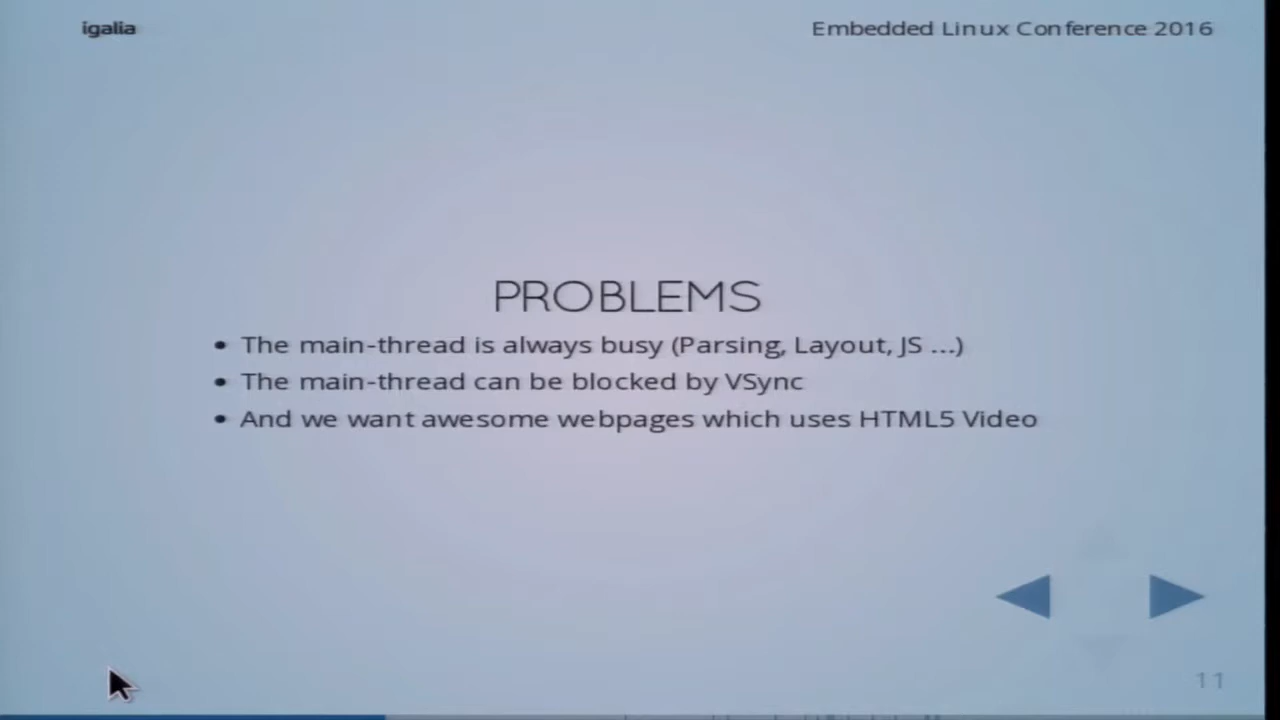 igalia
Embedded Linux Conference 2016
PROBLEMS
• The main-thread is always busy (Parsing, Layout, JS ...)
• The main-thread can be blocked by VSync
• And we want awesome webpages which uses HTML5 Video
11